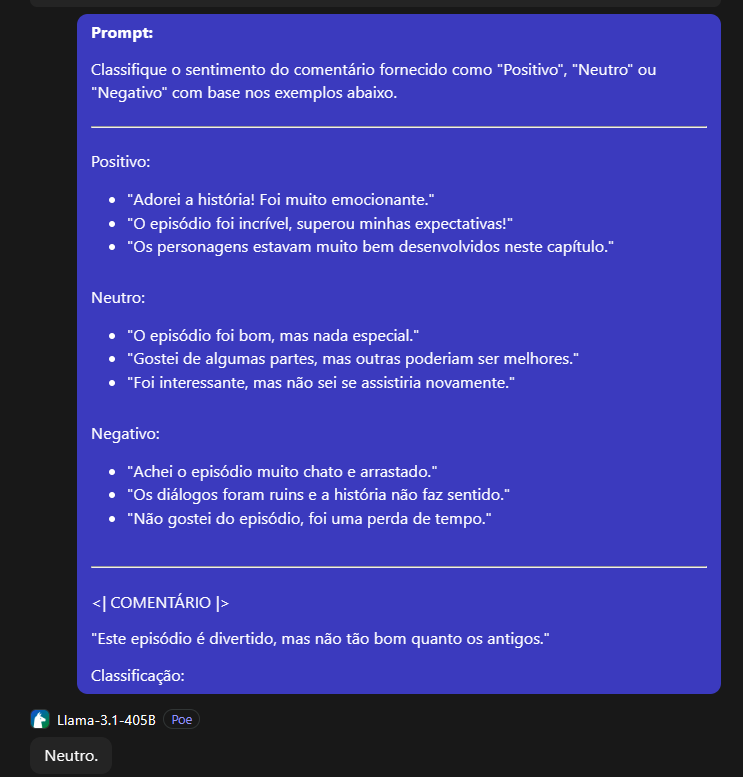 Prompt:
Classifique o sentimento do comentário fornecido como "Positivo", "Neutro" ou
"Negativo" com base nos exemplos abaixo.
Positivo:
• "Adorei a história! Foi muito emocionante."
• "O episódio foi incrível, superou minhas expectativas!"
• "Os personagens estavam muito bem desenvolvidos neste capítulo."
Neutro:
• "O episódio foi bom, mas nada especial."
• "Gostei de algumas partes, mas outras poderiam ser melhores."
• "Foi interessante, mas não sei se assistiria novamente."
Negativo:
• "Achei o episódio muito chato e arrastado."
• "Os diálogos foram ruins e a história não faz sentido."
• "Não gostei do episódio, foi uma perda de tempo."
<| COMENTÁRIO |>
"Este episódio é divertido, mas não tão bom quanto os antigos."
Classificação:
Llama-3.1-405B Poe
Neutro.